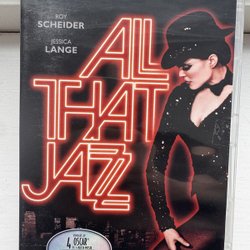 ROY
SCHEIDER
JESSICA
LANGE
ALL
THAT
JAZZ
4 OSCAR